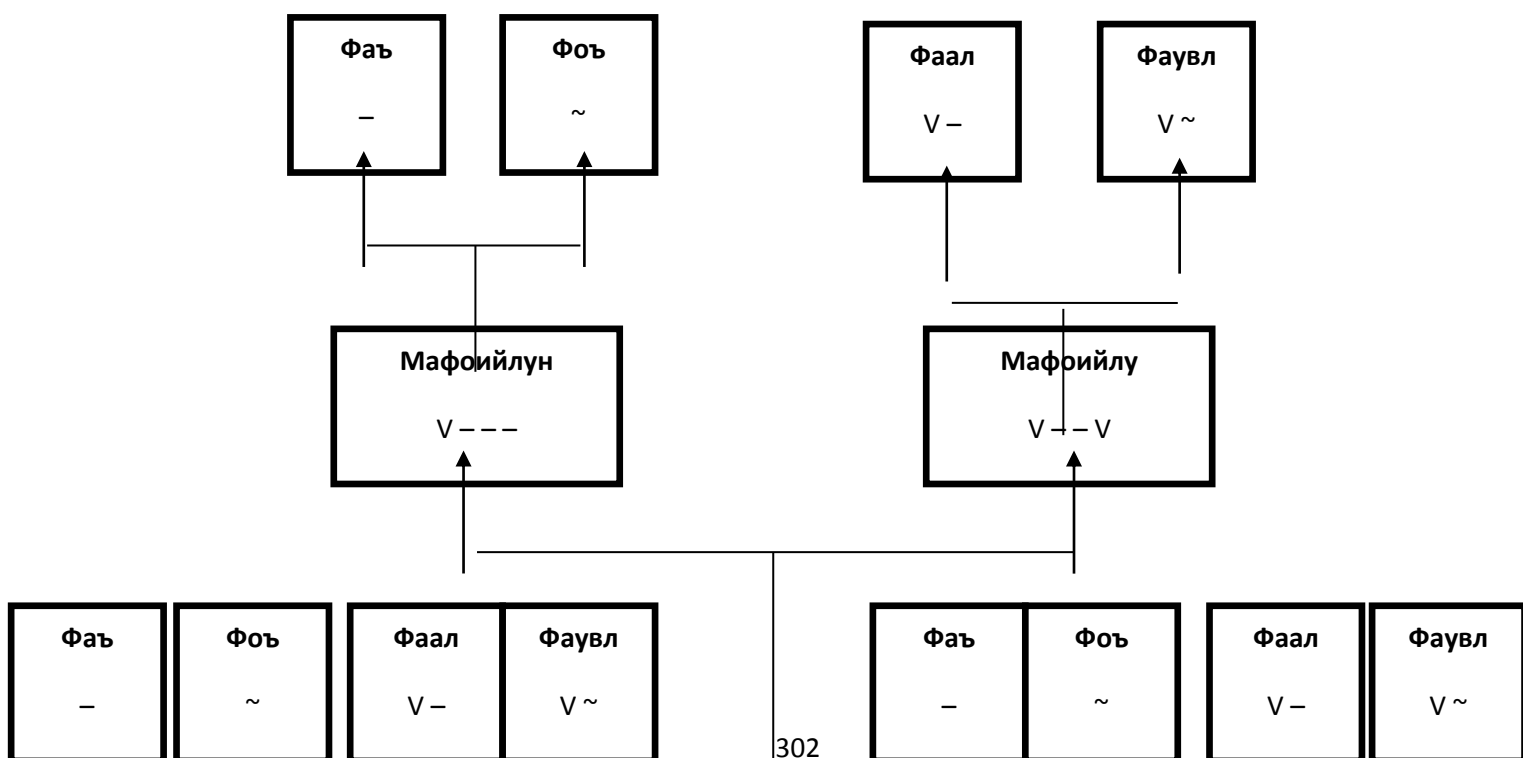 Фаъ Фоъ Фаал Фаувл
– ~ V – V ~
Мафоийлун Мафоийлу
V – – – V – – V
Фаъ Фоъ Фаал Фаувл Фаъ Фоъ Фаал Фаувл
– ~ V – V ~ – ~ V – V ~
302